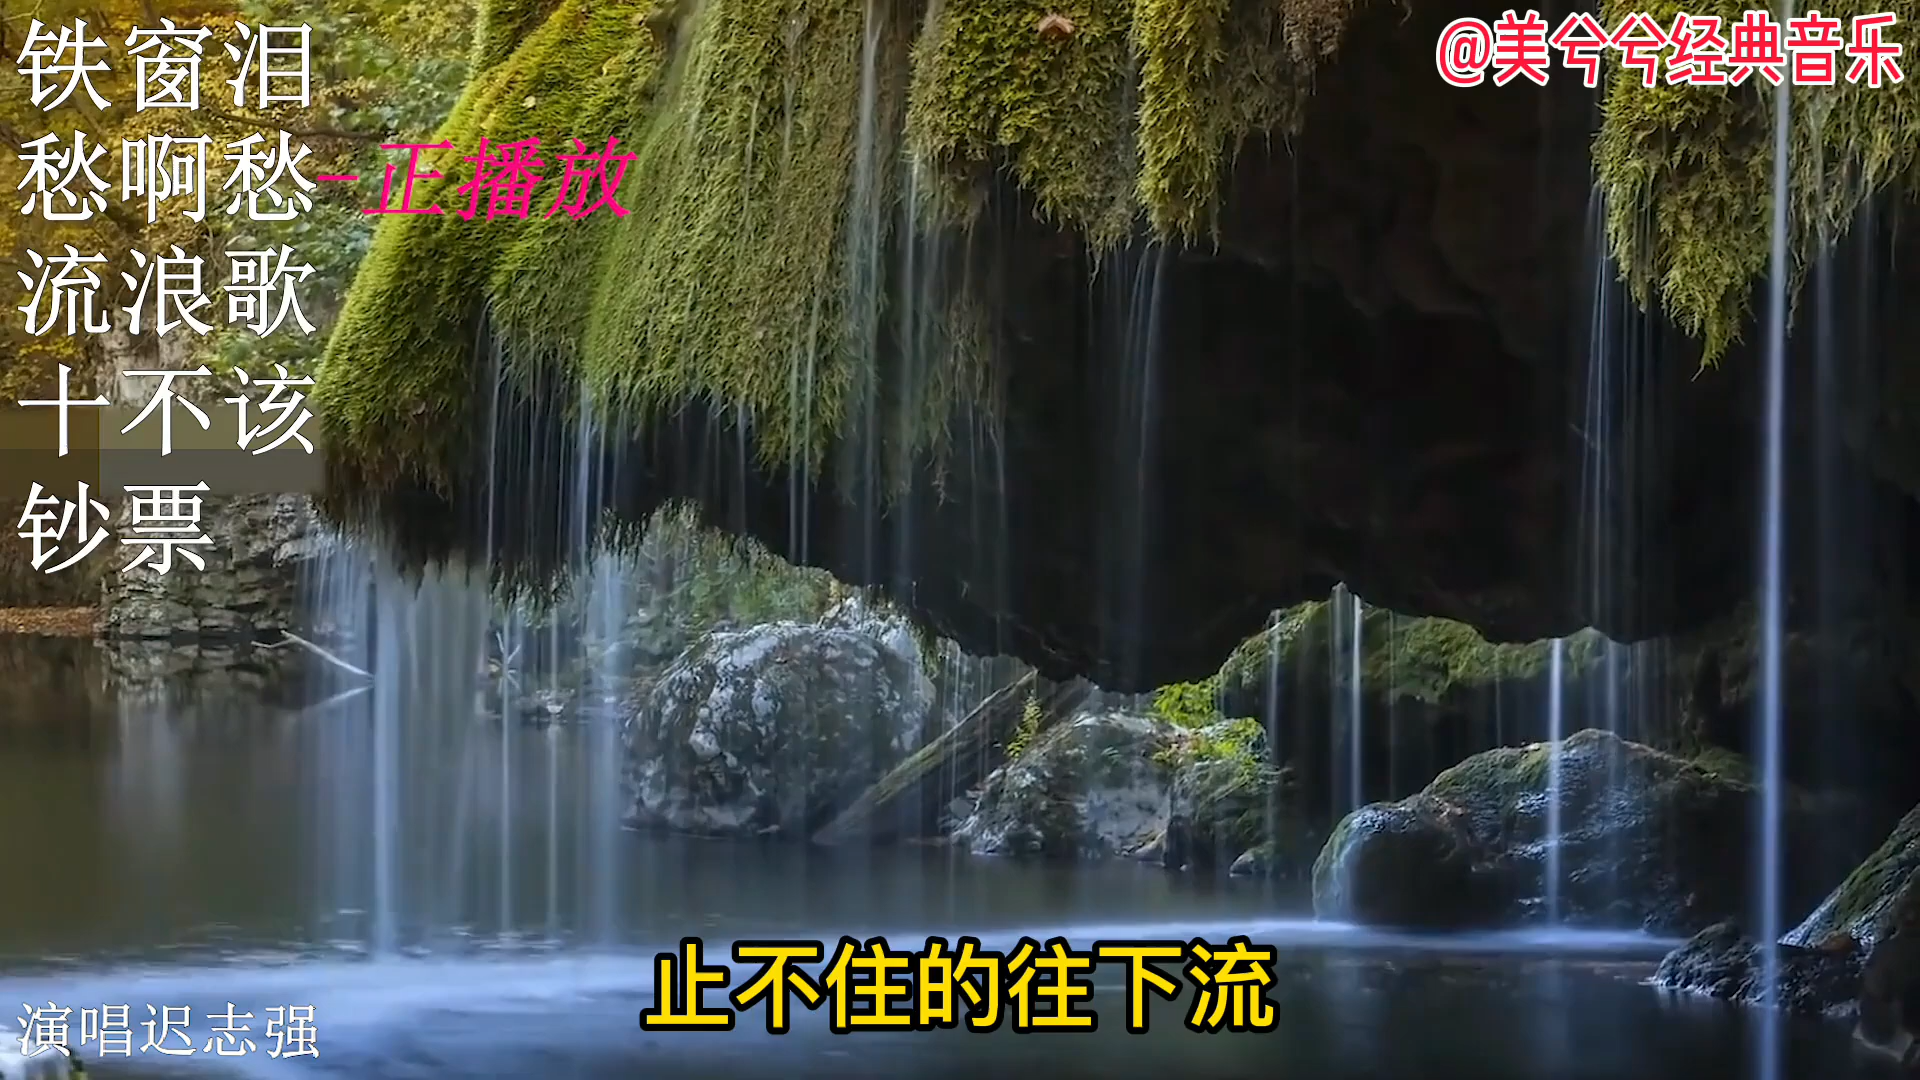 铁窗泪
愁啊愁-正播放
流浪歌
十不该
钞票
@美兮兮经典音乐
止不住的往下流
演唱迟志强